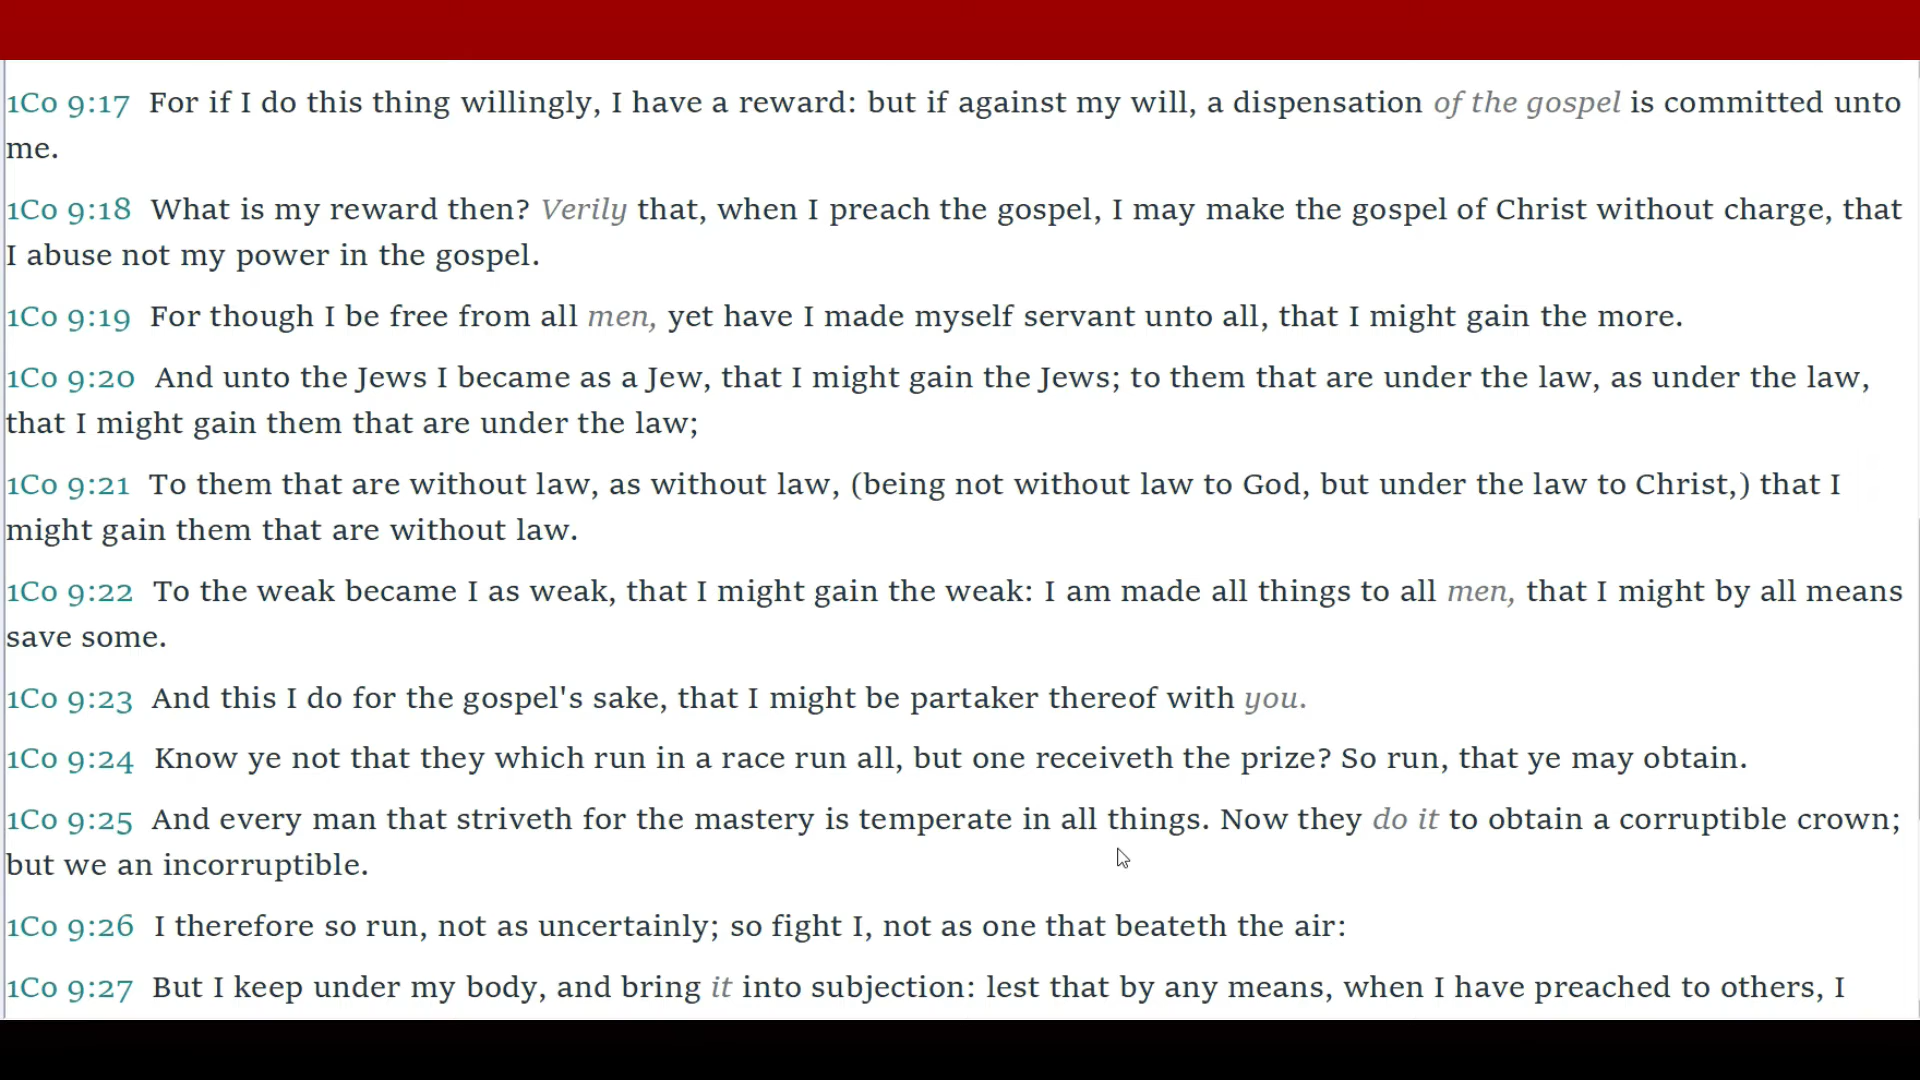 1Co 9:17 For if I do this thing willingly, I have a reward: but if against my will, a dispensation of the gospel is committed unto
me.
1Co 9:18 What is my reward then? Verily that, when I preach the gospel, I may make the gospel of Christ without charge, that
I abuse not my power in the gospel.
1Co 9:19 For though I be free from all men, yet have I made myself servant unto all, that I might gain the more.
1Co 9:20 And unto the Jews I became as a Jew, that I might gain the Jews; to them that are under the law, as under the law,
that I might gain them that are under the law;
1Co 9:21 To them that are without law, as without law, (being not without law to God, but under the law to Christ,) that I
might gain them that are without law.
1Co 9:22 To the weak became I as weak, that I might gain the weak: I am made all things to all men, that I might by all means
save some.
1Co 9:23 And this I do for the gospel's sake, that I might be partaker thereof with you.
1Co 9:24 Know ye not that they which run in a race run all, but one receiveth the prize? So run, that ye may obtain.
1Co 9:25 And every man that striveth for the mastery is temperate in all things. Now they do it to obtain a corruptible crown;
but we an incorruptible.
1Co 9:26 I therefore so run, not as uncertainly; so fight I, not as one that beateth the air:
1Co 9:27 But I keep under my body, and bring it into subjection: lest that by any means, when I have preached to others, I